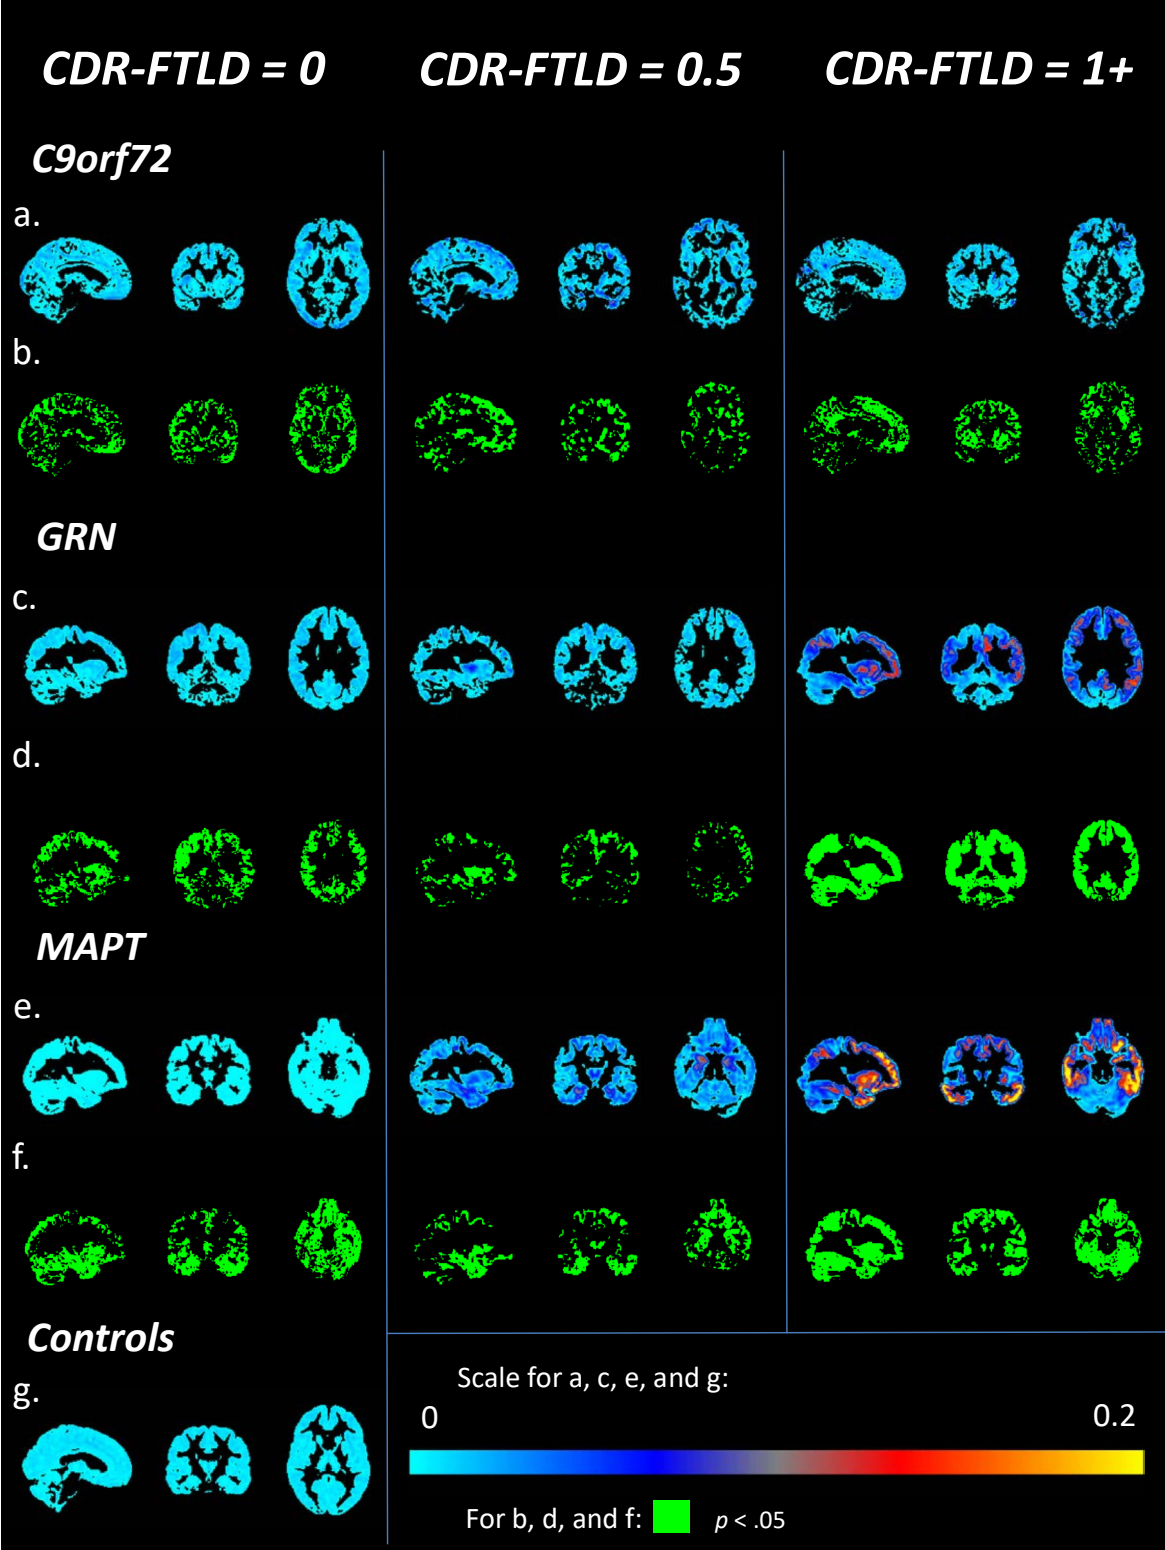 CDR-FTLD = 0 CDR-FTLD = 0.5 CDR-FTLD = 1+
C9orf72
a.
b.
GRN
c.
d.
MAPT
e.
f.
Controls
g.
Scale for a, c, e, and g:
0 0.2
For b, d, and f: p < .05